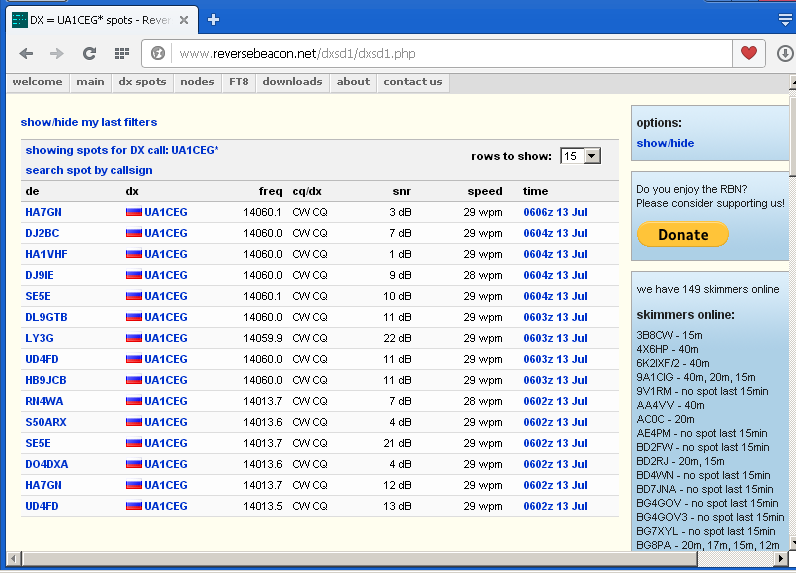 DX = UA1CEG* spots - Rever
www.reversebeacon.net/dxsd1/dxsd1.php
welcome main dx spots nodes FT8 downloads about contact us
show/hide my last filters
showing spots for DX call: UA1CEG*
search spot by callsign
rows to show: 15
de dx freq cq/dx snr speed time
HA7GN UA1CEG 14060.1 CW CQ 3 dB 29 wpm 0606z 13 Jul
DJ2BC UA1CEG 14060.0 CW CQ 7 dB 29 wpm 0604z 13 Jul
HA1VHF UA1CEG 14060.0 CW CQ 1 dB 29 wpm 0604z 13 Jul
DJ9IE UA1CEG 14060.0 CW CQ 9 dB 28 wpm 0604z 13 Jul
SE5E UA1CEG 14060.1 CW CQ 10 dB 29 wpm 0604z 13 Jul
DL9GTB UA1CEG 14060.0 CW CQ 11 dB 29 wpm 0603z 13 Jul
LY3G UA1CEG 14059.9 CW CQ 22 dB 29 wpm 0603z 13 Jul
UD4FD UA1CEG 14060.0 CW CQ 11 dB 29 wpm 0603z 13 Jul
HB9JCB UA1CEG 14060.0 CW CQ 11 dB 29 wpm 0603z 13 Jul
RN4WA UA1CEG 14013.7 CW CQ 7 dB 28 wpm 0602z 13 Jul
S50ARX UA1CEG 14013.6 CW CQ 4 dB 29 wpm 0602z 13 Jul
SE5E UA1CEG 14013.7 CW CQ 21 dB 29 wpm 0602z 13 Jul
DO4DXA UA1CEG 14013.6 CW CQ 4 dB 29 wpm 0602z 13 Jul
HA7GN UA1CEG 14013.7 CW CQ 12 dB 29 wpm 0602z 13 Jul
UD4FD UA1CEG 14013.5 CW CQ 13 dB 29 wpm 0602z 13 Jul
options:
show/hide
Do you enjoy the RBN?
Please consider supporting us!
Donate
we have 149 skimmers online
skimmers online:
3B8CW - 15m
4X6HP - 40m
6K2IXF/2 - 40m
9A1CIG - 40m, 20m, 15m
9V1RM - no spot last 15min
AA4VV - 40m
AC0C - 20m
AE4PM - no spot last 15min
BD2FW - no spot last 15min
BD2RJ - 20m, 15m
BD4WN - no spot last 15min
BD7JNA - no spot last 15min
BG4GOV - no spot last 15min
BG4GOV3 - no spot last 15min
BG7XYL - no spot last 15min
BG8PA - 20m, 17m, 15m, 12m